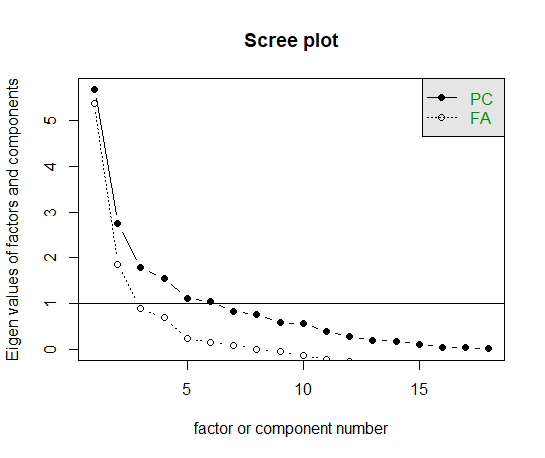 Scree plot
PC
FA
Eigen values of factors and components
5
4
3
2
1
0
5
10
15
factor or component number